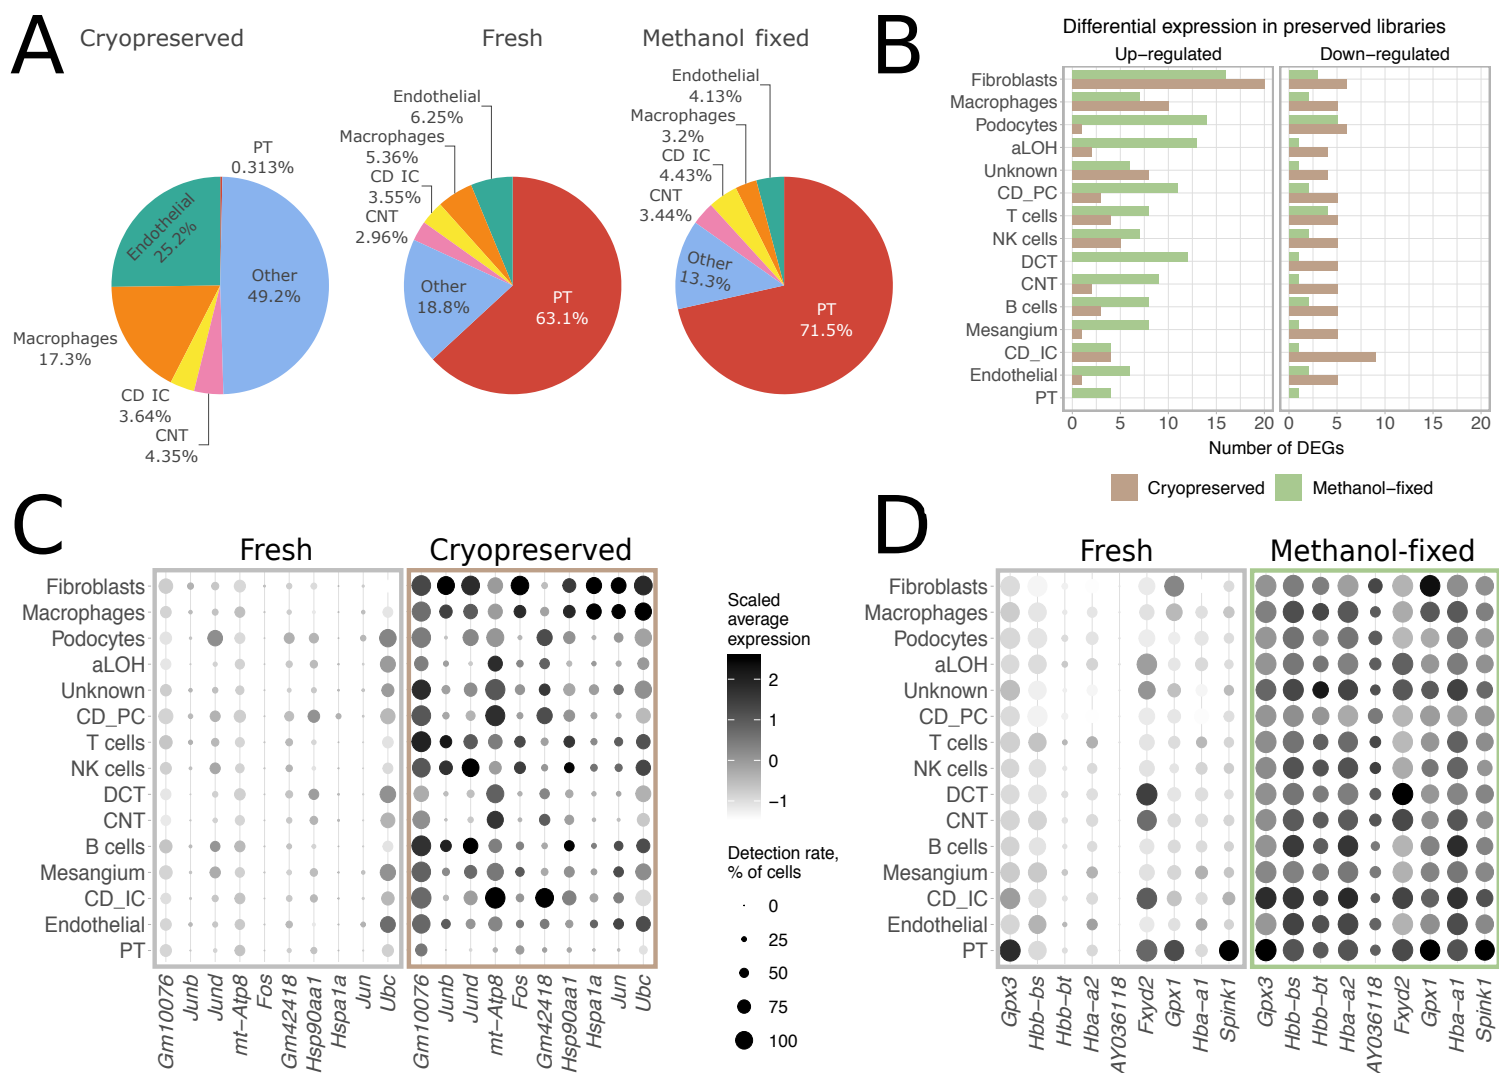 A
Cryopreserved
Fresh
Methanol fixed
PT
0.313%
Endothelial
25.2%
Other
49.2%
Macrophages
17.3%
CD IC
3.64%
CNT
4.35%
Endothelial
6.25%
Macrophages
5.36%
CD IC
3.55%
CNT
2.96%
Other
18.8%
PT
63.1%
Endothelial
4.13%
Macrophages
3.2%
CD IC
4.43%
CNT
3.44%
Other
13.3%
PT
71.5%
B
Differential expression in preserved libraries
Up−regulated
Down−regulated
Fibroblasts
Macrophages
Podocytes
aLOH
Unknown
CD_PC
T cells
NK cells
DCT
CNT
B cells
Mesangium
CD_IC
Endothelial
PT
0 5 10 15 20
0 5 10 15 20
Number of DEGs
Cryopreserved
Methanol−fixed
C
Fresh
Cryopreserved
Fibroblasts
Macrophages
Podocytes
aLOH
Unknown
CD_PC
T cells
NK cells
DCT
CNT
B cells
Mesangium
CD_IC
Endothelial
PT
Gm10076
Junb
Jund
mt−Atp8
Fos
Gm42418
Hsp90aa1
Hspa1a
Jun
Ubc
Gm10076
Junb
Jund
mt−Atp8
Fos
Gm42418
Hsp90aa1
Hspa1a
Jun
Ubc
Scaled
average
expression
2
1
0
−1
Detection rate,
% of cells
0
25
50
75
100
D
Fresh
Methanol-fixed
Fibroblasts
Macrophages
Podocytes
aLOH
Unknown
CD_PC
T cells
NK cells
DCT
CNT
B cells
Mesangium
CD_IC
Endothelial
PT
Gpx3
Hbb−bs
Hbb−bt
Hba−a2
AY036118
Fxyd2
Gpx1
Hba−a1
Spink1
Gpx3
Hbb−bs
Hbb−bt
Hba−a2
AY036118
Fxyd2
Gpx1
Hba−a1
Spink1